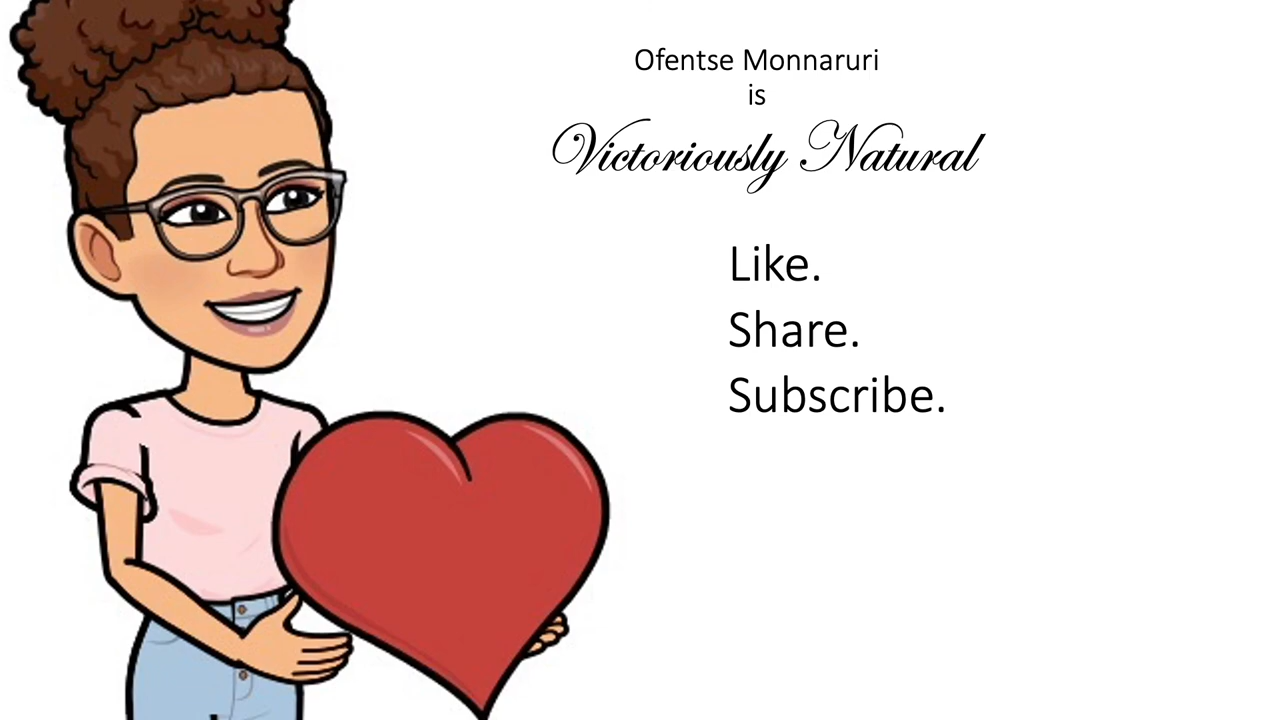 Ofentse Monnaruri
is
Victoriously Natural
Like.
Share.
Subscribe.